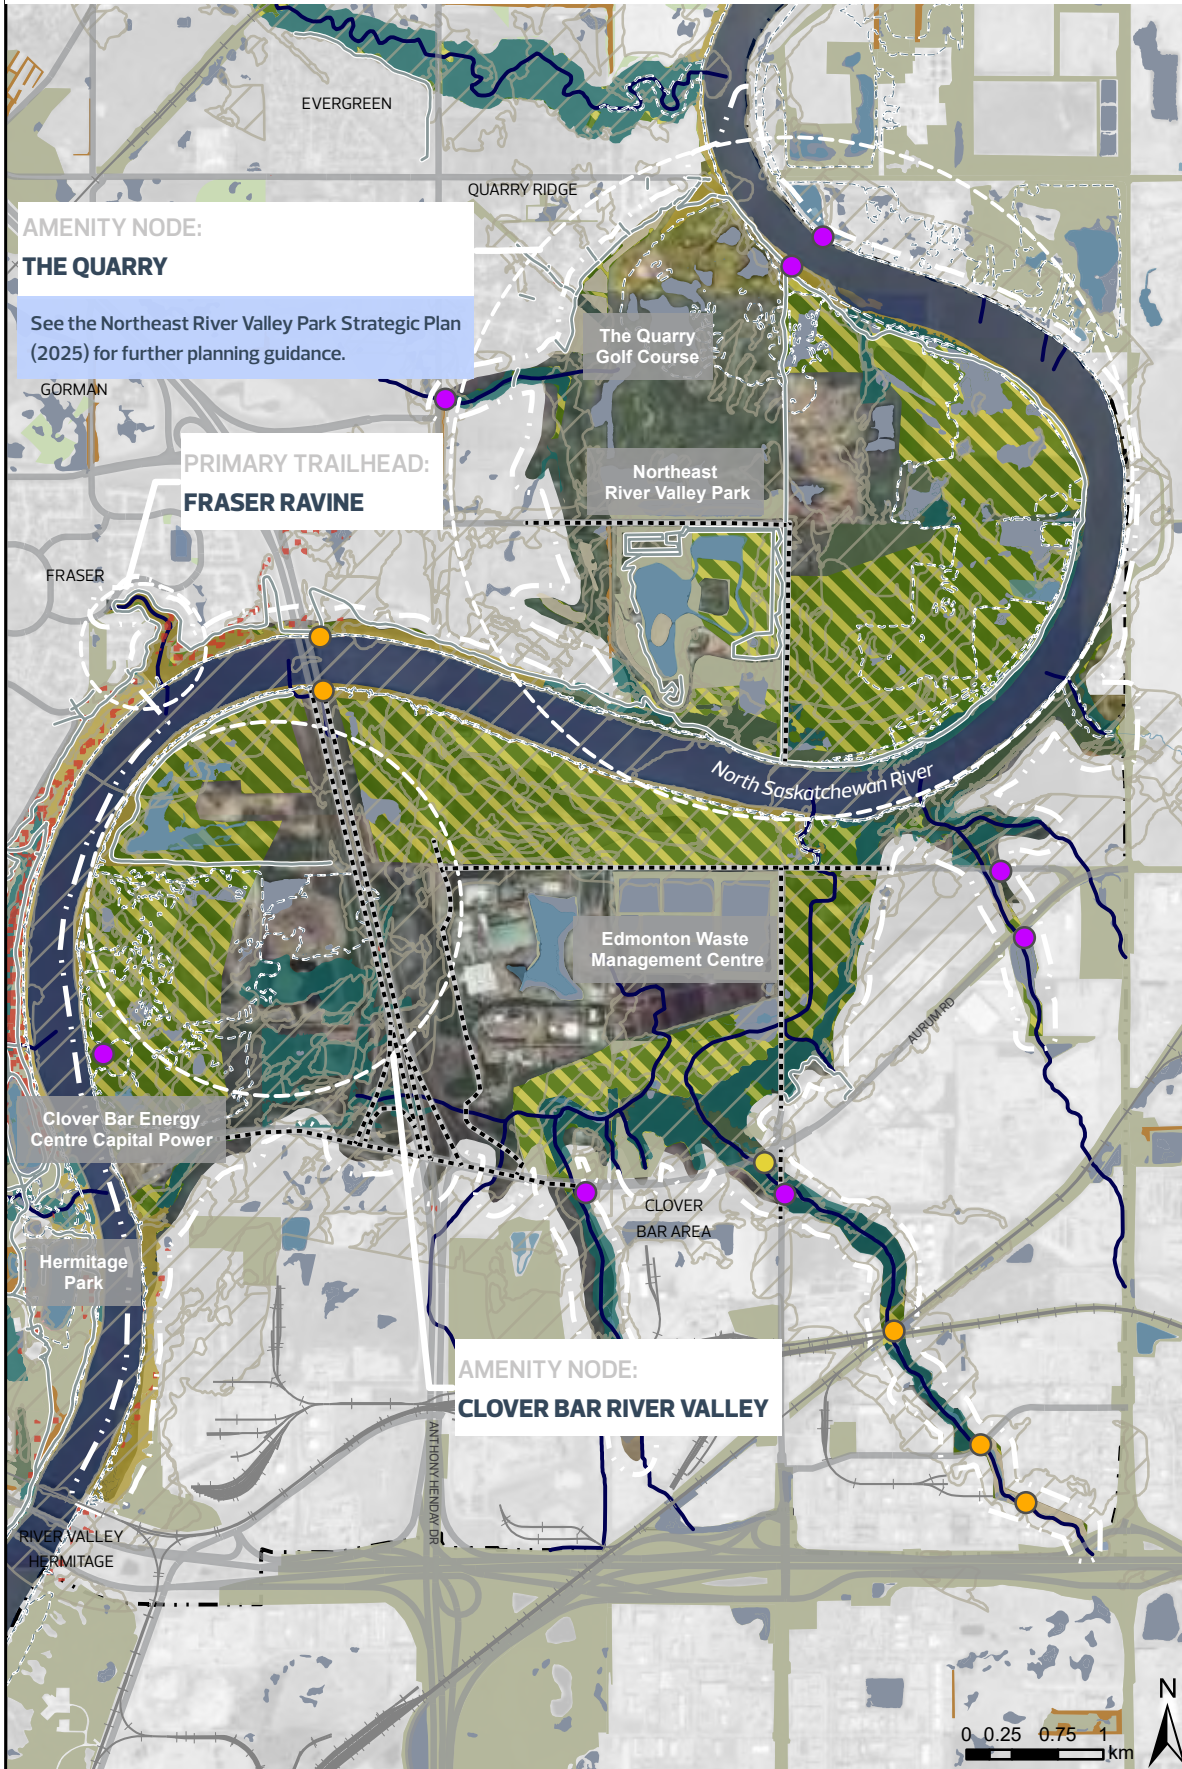 EVERGREEN
QUARRY RIDGE
AMENITY NODE:
THE QUARRY
See the Northeast River Valley Park Strategic Plan
(2025) for further planning guidance.
The Quarry
Golf Course
GORMAN
PRIMARY TRAILHEAD:
FRASER RAVINE
Northeast
River Valley Park
FRASER
North Saskatchewan River
Edmonton Waste
Management Centre
AURUM RD
Clover Bar Energy
Centre Capital Power
CLOVER
BAR AREA
Hermitage
Park
AMENITY NODE:
CLOVER BAR RIVER VALLEY
ANTHONY HENDAY DR
RIVER VALLEY
HERMITAGE
N
0 0.25 0.75 1
km